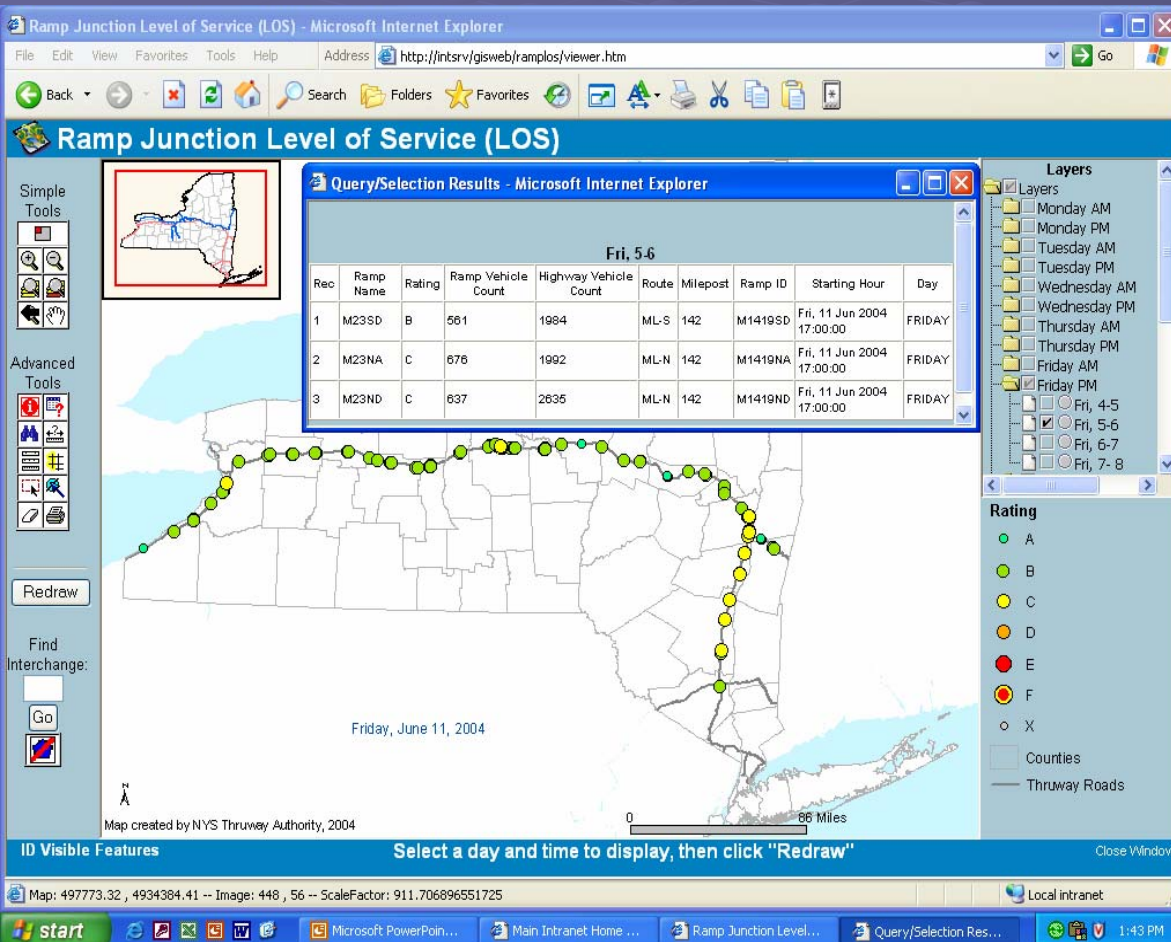 Ramp Junction Level of Service (LOS) - Microsoft Internet Explorer
File Edit View Favorites Tools Help Address http://intsrv/gisweb/ramplos/viewer.htm Go
Back Search Folders Favorites
Ramp Junction Level of Service (LOS)
Simple
Tools
Advanced
Tools
Redraw
Find
Interchange:
Go
Query/Selection Results - Microsoft Internet Explorer
Fri, 5-6
Rec Ramp Name Rating Ramp Vehicle Count Highway Vehicle Count Route Milepost Ramp ID Starting Hour Day
1 M23SD B 561 1984 ML-S 142 M1419SD Fri, 11 Jun 2004 17:00:00 FRIDAY
2 M23NA C 676 1992 ML-N 142 M1419NA Fri, 11 Jun 2004 17:00:00 FRIDAY
3 M23ND C 637 2635 ML-N 142 M1419ND Fri, 11 Jun 2004 17:00:00 FRIDAY
Layers
Layers
Monday AM
Monday PM
Tuesday AM
Tuesday PM
Wednesday AM
Wednesday PM
Thursday AM
Thursday PM
Friday AM
Friday PM
Fri, 4-5
Fri, 5-6
Fri, 6-7
Fri, 7- 8
Rating
A
B
C
D
E
F
X
Counties
Thruway Roads
Friday, June 11, 2004
N
Map created by NYS Thruway Authority, 2004
0 86 Miles
ID Visible Features Select a day and time to display, then click "Redraw" Close Window
Map: 497773.32 , 4934384.41 -- Image: 448 , 56 -- ScaleFactor: 911.706896551725 Local intranet
start Microsoft PowerPoin... Main Intranet Home ... Ramp Junction Level... Query/Selection Res... 1:43 PM